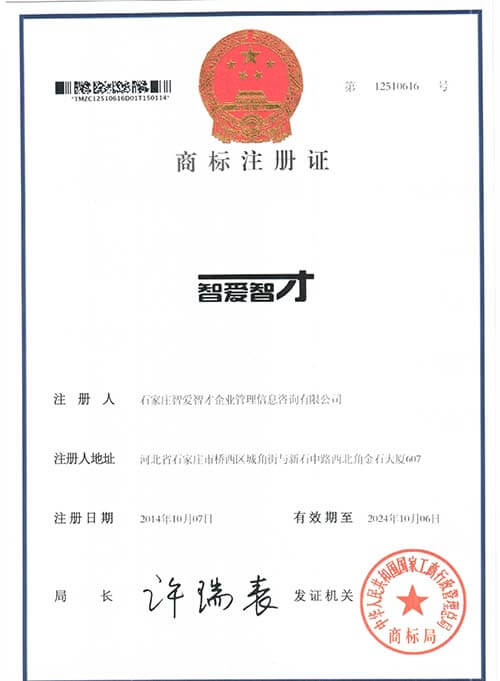 第 12510616 号
*TMZC12510616D01T150114*
商标注册证
智爱智才
注册人 石家庄智爱智才企业管理信息咨询有限公司
注册人地址 河北省石家庄市桥西区城角街与新石中路西北角金石大厦607
注册日期 2014年10月07日 有效期至 2024年10月06日
局长 许瑞表 发证机关
中华人民共和国国家工商行政管理总局
商标局